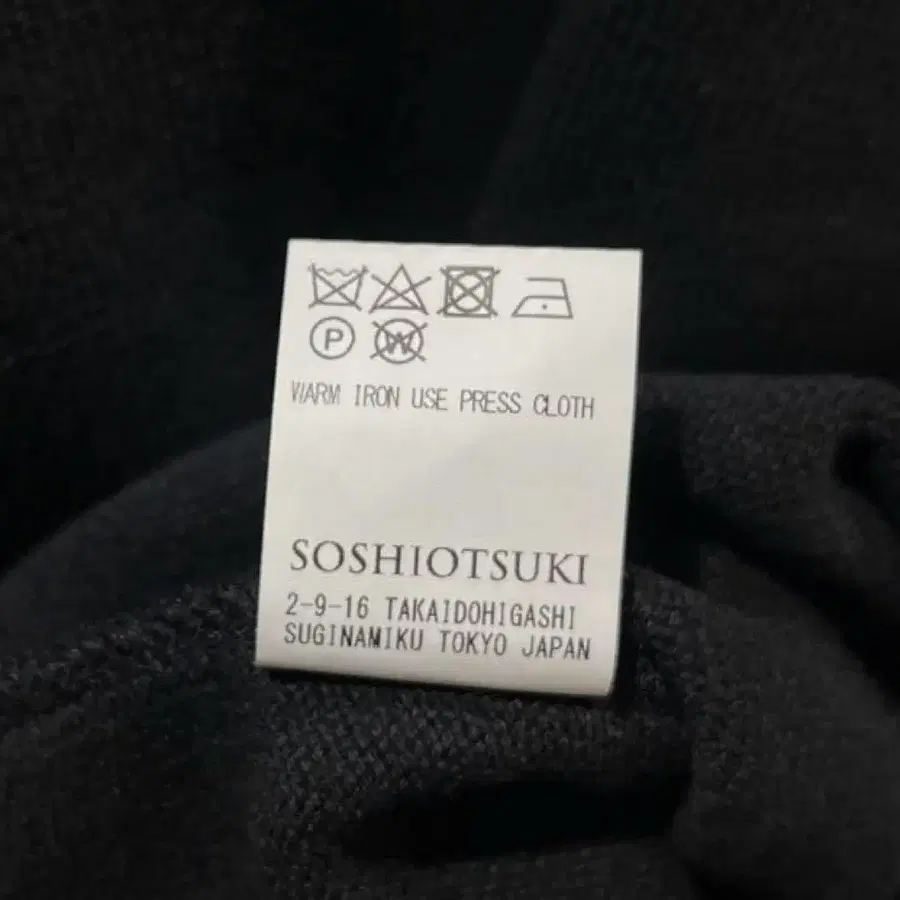 P
W
WARM IRON USE PRESS CLOTH
SOSHIOTSUKI
2-9-16 TAKAIDOHIGASHI
SUGINAMIKU TOKYO JAPAN